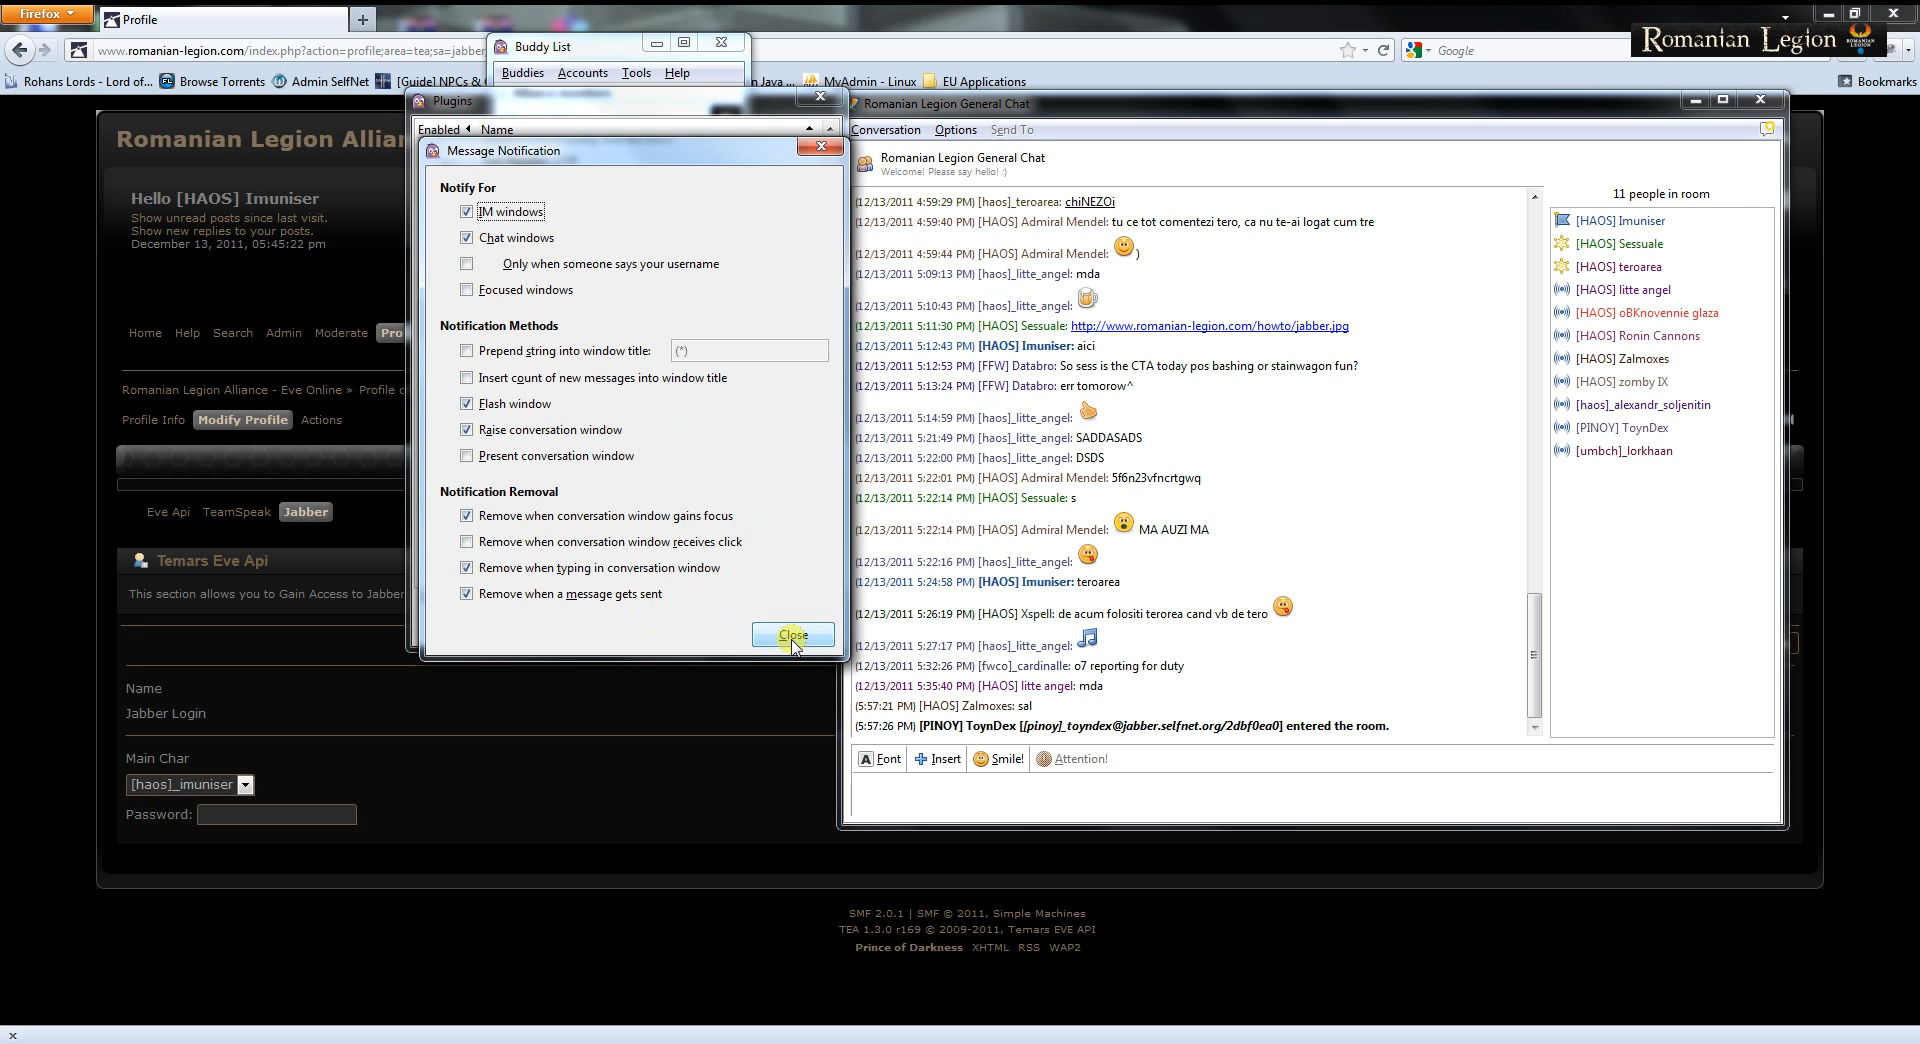 Firefox
Profile
www.romanian-legion.com/index.php?action=profile;area=tea;sa=jabber
Google
Romanian Legion
Rohans Lords - Lord of...
Browse Torrents
Admin SelfNet
[Guide] NPCs &
n Java ...
MyAdmin - Linux
EU Applications
Bookmarks
Buddy List
Buddies Accounts Tools Help
Plugins
Enabled Name
Message Notification
Notify For
IM windows
Chat windows
Only when someone says your username
Focused windows
Notification Methods
Prepend string into window title: (*)
Insert count of new messages into window title
Flash window
Raise conversation window
Present conversation window
Notification Removal
Remove when conversation window gains focus
Remove when conversation window receives click
Remove when typing in conversation window
Remove when a message gets sent
Close
Romanian Legion Allian
Hello [HAOS] Imuniser
Show unread posts since last visit.
Show new replies to your posts.
December 13, 2011, 05:45:22 pm
Home Help Search Admin Moderate Pro
Romanian Legion Alliance - Eve Online » Profile o
Profile Info Modify Profile Actions
Eve Api TeamSpeak Jabber
Temars Eve Api
This section allows you to Gain Access to Jabber
Name
Jabber Login
Main Char
[haos]_imuniser
Password:
Romanian Legion General Chat
Conversation Options Send To
Romanian Legion General Chat
Welcome! Please say hello! :)
(12/13/2011 4:59:29 PM) [haos]_teroarea: chiNEZOi
(12/13/2011 4:59:40 PM) [HAOS] Admiral Mendel: tu ce tot comentezi tero, ca nu te-ai logat cum tre
(12/13/2011 4:59:44 PM) [HAOS] Admiral Mendel: )
(12/13/2011 5:09:13 PM) [haos]_litte_angel: mda
(12/13/2011 5:10:43 PM) [haos]_litte_angel:
(12/13/2011 5:11:30 PM) [HAOS] Sessuale: http://www.romanian-legion.com/howto/jabber.jpg
(12/13/2011 5:12:43 PM) [HAOS] Imuniser: aici
(12/13/2011 5:12:53 PM) [FFW] Databro: So sess is the CTA today pos bashing or stainwagon fun?
(12/13/2011 5:13:24 PM) [FFW] Databro: err tomorow^
(12/13/2011 5:14:59 PM) [haos]_litte_angel:
(12/13/2011 5:21:49 PM) [haos]_litte_angel: SADDASADS
(12/13/2011 5:22:00 PM) [haos]_litte_angel: DSDS
(12/13/2011 5:22:01 PM) [HAOS] Admiral Mendel: 5f6n23vfncrtgwq
(12/13/2011 5:22:14 PM) [HAOS] Sessuale: s
(12/13/2011 5:22:14 PM) [HAOS] Admiral Mendel: MA AUZI MA
(12/13/2011 5:22:16 PM) [haos]_litte_angel:
(12/13/2011 5:24:58 PM) [HAOS] Imuniser: teroarea
(12/13/2011 5:26:19 PM) [HAOS] Xspell: de acum folositi terorea cand vb de tero
(12/13/2011 5:27:17 PM) [haos]_litte_angel:
(12/13/2011 5:32:26 PM) [fwco]_cardinalle: o7 reporting for duty
(12/13/2011 5:35:40 PM) [HAOS] litte angel: mda
(5:57:21 PM) [HAOS] Zalmoxes: sal
(5:57:26 PM) [PINOY] ToynDex [[pinoy]_toyndex@jabber.selfnet.org/2dbf0ea0] entered the room.
Font Insert Smile! Attention!
11 people in room
[HAOS] Imuniser
[HAOS] Sessuale
[HAOS] teroarea
[HAOS] litte angel
[HAOS] oBKnovennie glaza
[HAOS] Ronin Cannons
[HAOS] Zalmoxes
[HAOS] zomby IX
[haos]_alexandr_soljenitin
[PINOY] ToynDex
[umbch]_lorkhaan
SMF 2.0.1 | SMF © 2011, Simple Machines
TEA 1.3.0 r169 © 2009-2011, Temars EVE API
Prince of Darkness XHTML RSS WAP2